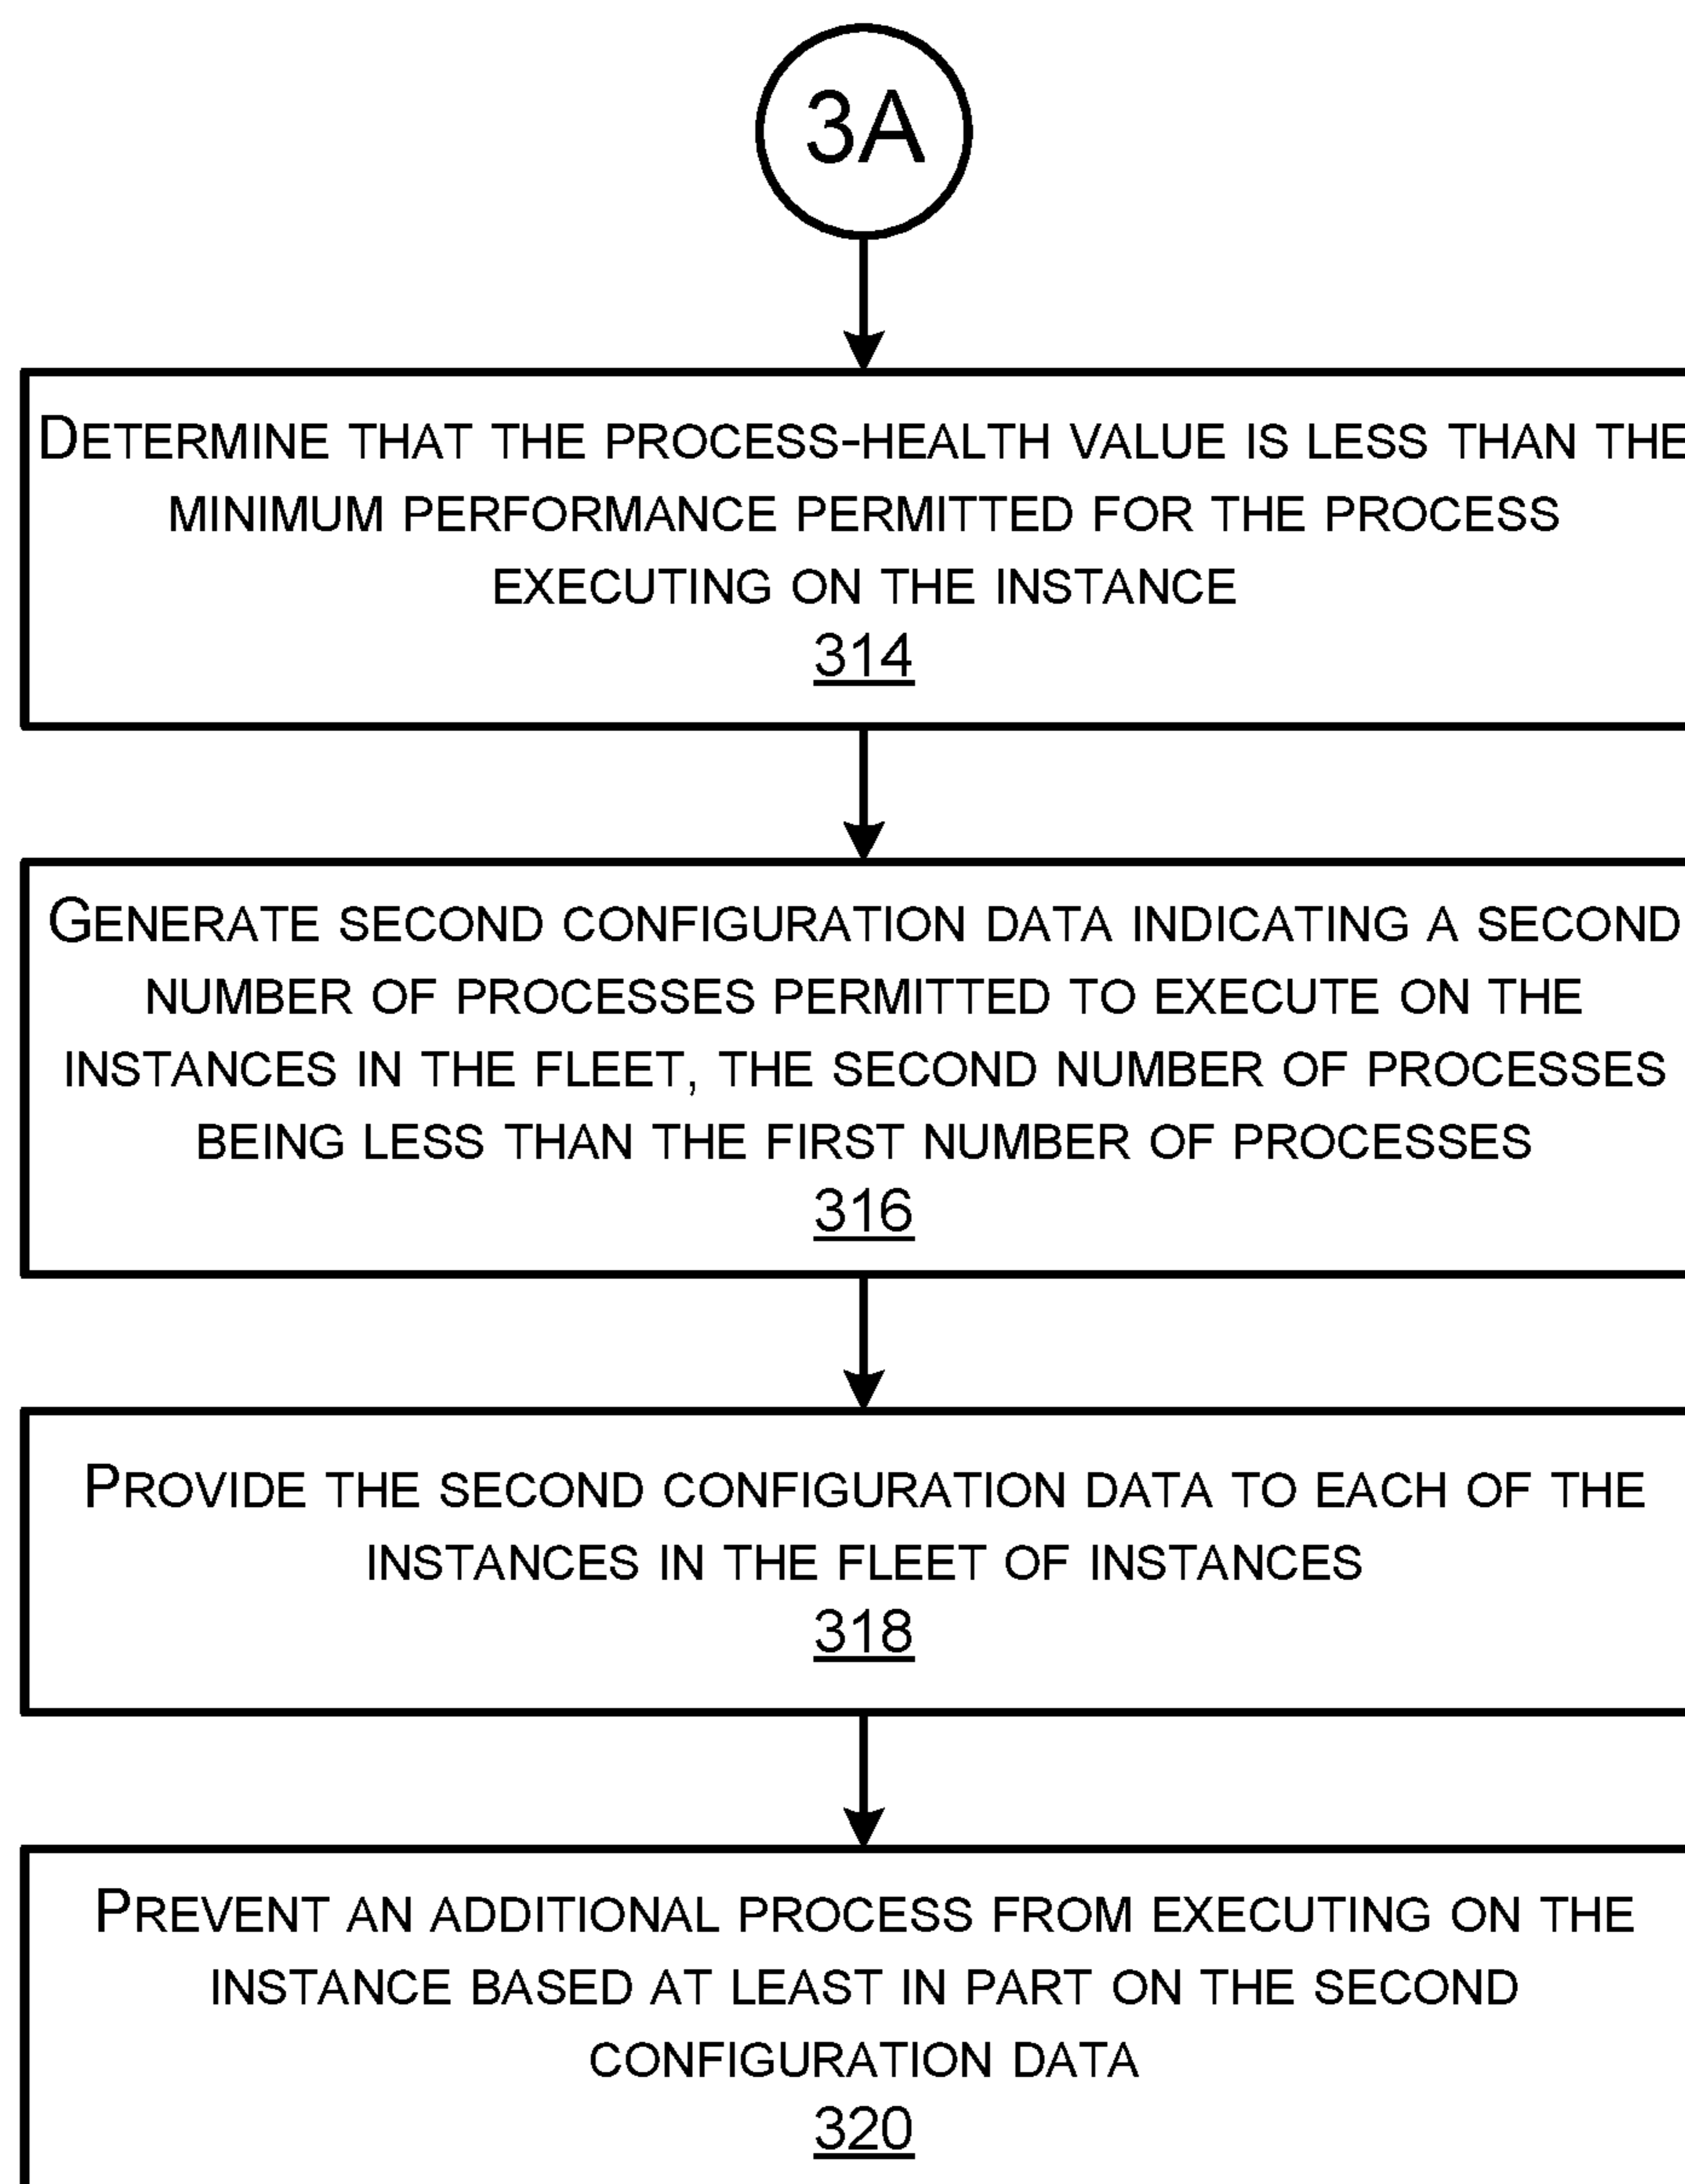 3A
DETERMINE THAT THE PROCESS-HEALTH VALUE IS LESS THAN THE
MINIMUM PERFORMANCE PERMITTED FOR THE PROCESS
EXECUTING ON THE INSTANCE
314
GENERATE SECOND CONFIGURATION DATA INDICATING A SECOND
NUMBER OF PROCESSES PERMITTED TO EXECUTE ON THE
INSTANCES IN THE FLEET, THE SECOND NUMBER OF PROCESSES
BEING LESS THAN THE FIRST NUMBER OF PROCESSES
316
PROVIDE THE SECOND CONFIGURATION DATA TO EACH OF THE
INSTANCES IN THE FLEET OF INSTANCES
318
PREVENT AN ADDITIONAL PROCESS FROM EXECUTING ON THE
INSTANCE BASED AT LEAST IN PART ON THE SECOND
CONFIGURATION DATA
320